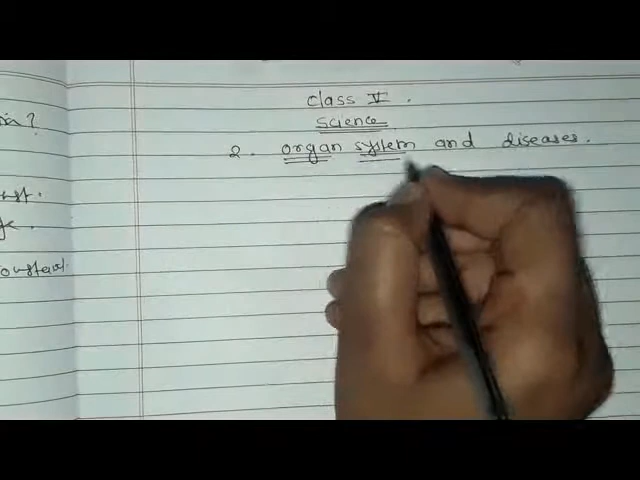 class V.
Science
2. organ system and diseases.